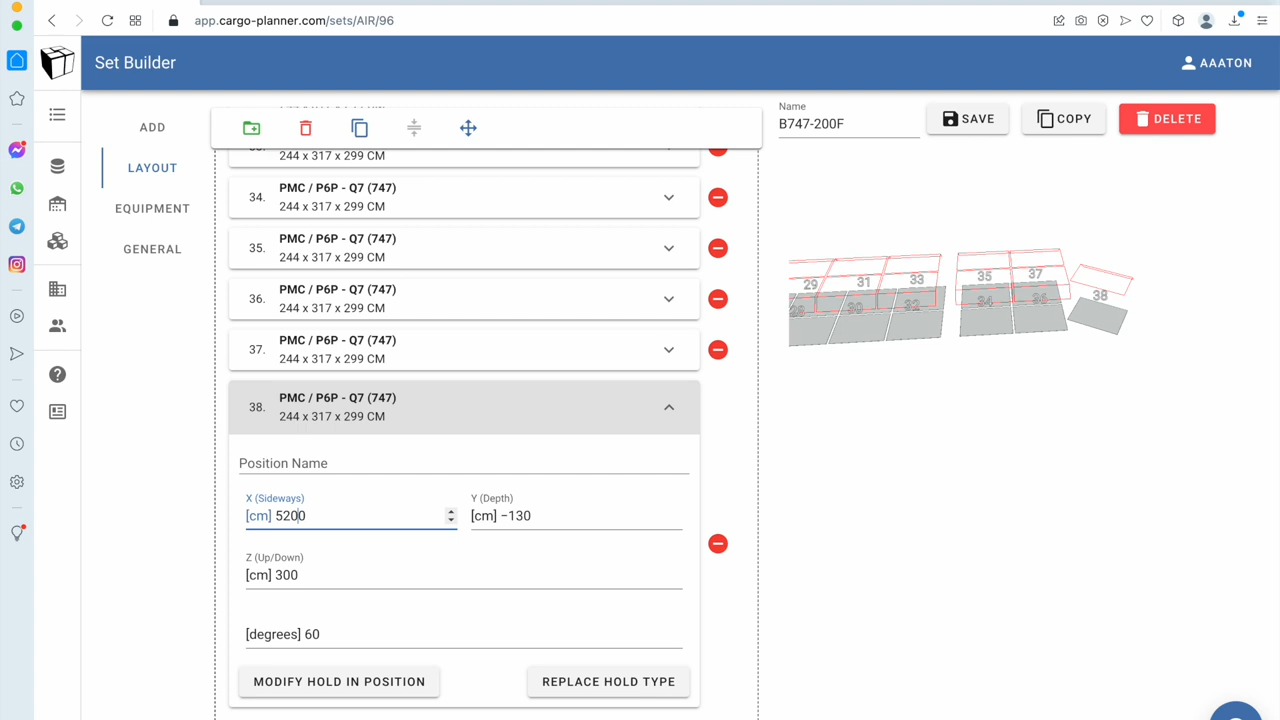 app.cargo-planner.com/sets/AIR/96
Set Builder
AAATON
ADD
LAYOUT
EQUIPMENT
GENERAL
Name
B747-200F
SAVE
COPY
DELETE
244 x 317 x 299 CM
34.
PMC / P6P - Q7 (747)
244 x 317 x 299 CM
35.
PMC / P6P - Q7 (747)
244 x 317 x 299 CM
36.
PMC / P6P - Q7 (747)
244 x 317 x 299 CM
37.
PMC / P6P - Q7 (747)
244 x 317 x 299 CM
38.
PMC / P6P - Q7 (747)
244 x 317 x 299 CM
Position Name
X (Sideways)
[cm] 5200
Y (Depth)
[cm] −130
Z (Up/Down)
[cm] 300
[degrees] 60
MODIFY HOLD IN POSITION
REPLACE HOLD TYPE
29
31
33
35
37
38
28
30
32
34
36